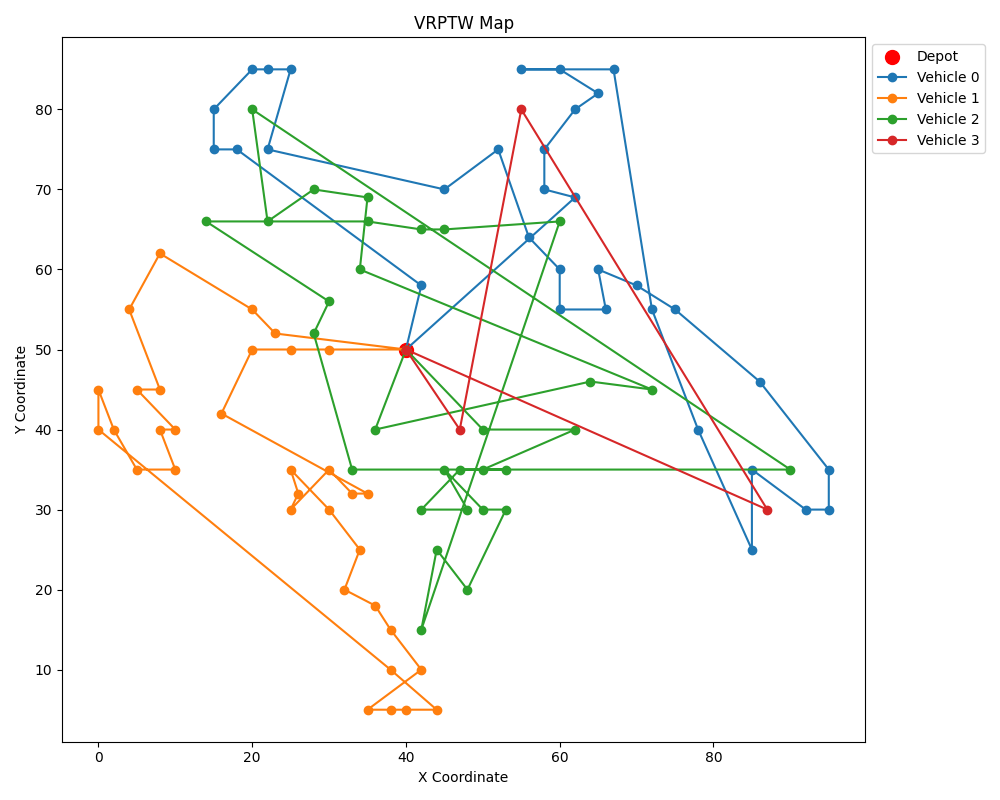 VRPTW Map
Depot
Vehicle 0
Vehicle 1
Vehicle 2
Vehicle 3
80
70
60
50
40
30
20
10
Y Coordinate
0 20 40 60 80
X Coordinate